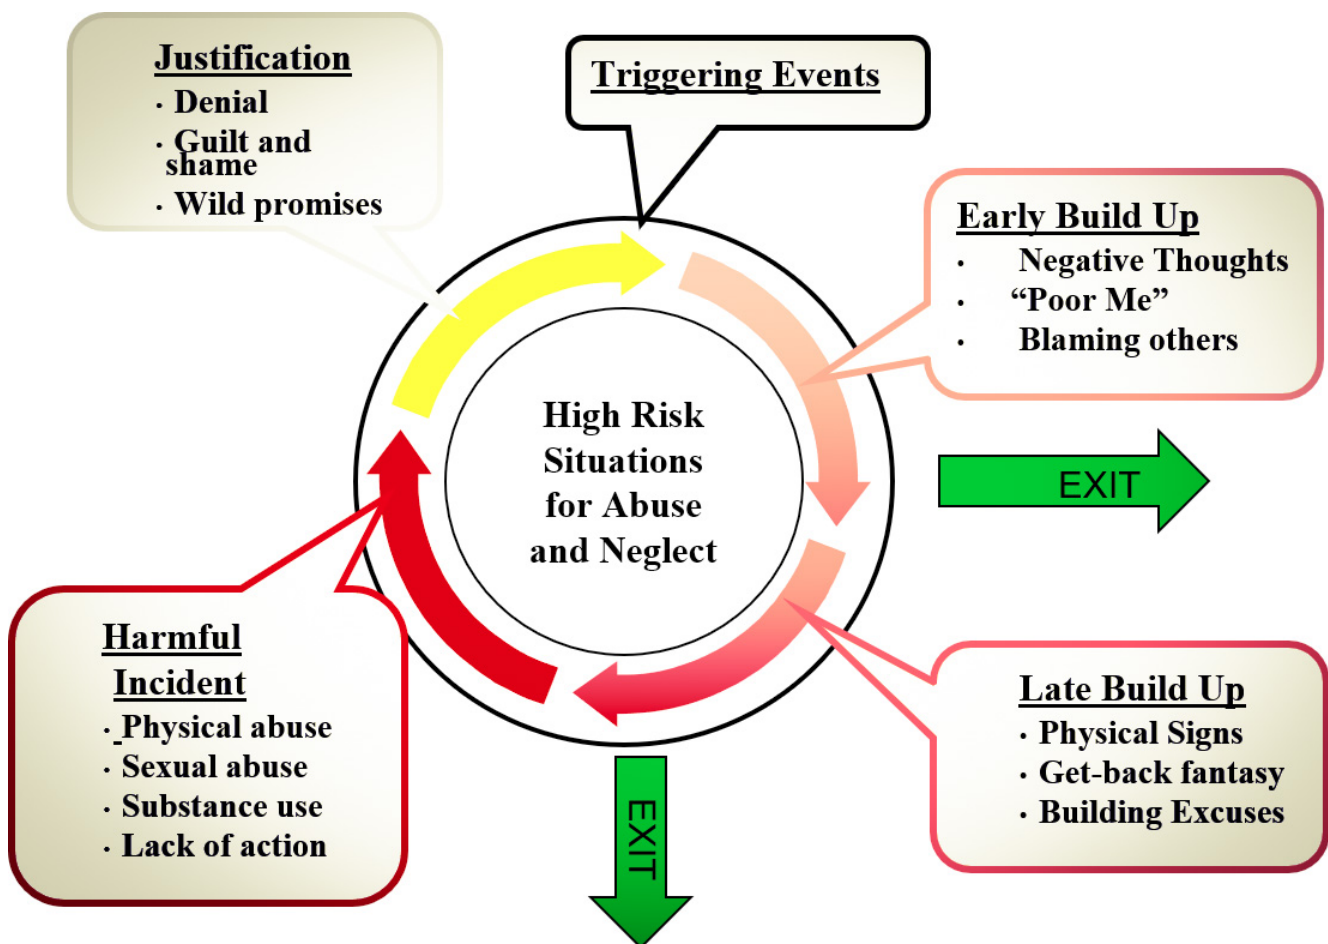 Justification
· Denial
· Guilt and
shame
· Wild promises
Triggering Events
Early Build Up
· Negative Thoughts
· “Poor Me”
· Blaming others
High Risk
Situations
for Abuse
and Neglect
EXIT
Harmful
Incident
· Physical abuse
· Sexual abuse
· Substance use
· Lack of action
Late Build Up
· Physical Signs
· Get-back fantasy
· Building Excuses
EXIT